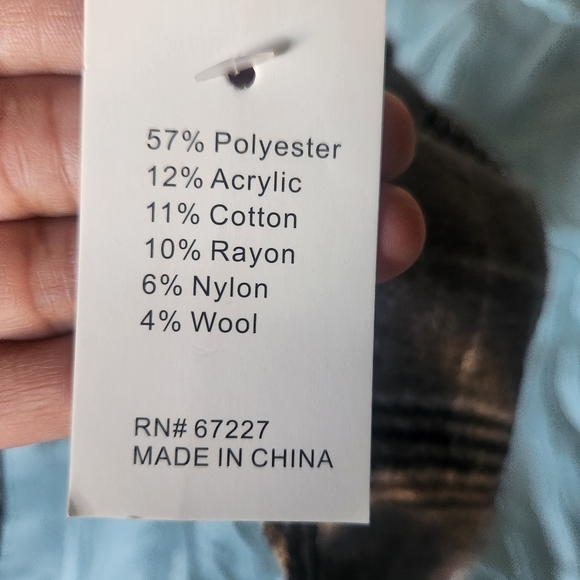 57% Polyester
12% Acrylic
11% Cotton
10% Rayon
6% Nylon
4% Wool
RN# 67227
MADE IN CHINA